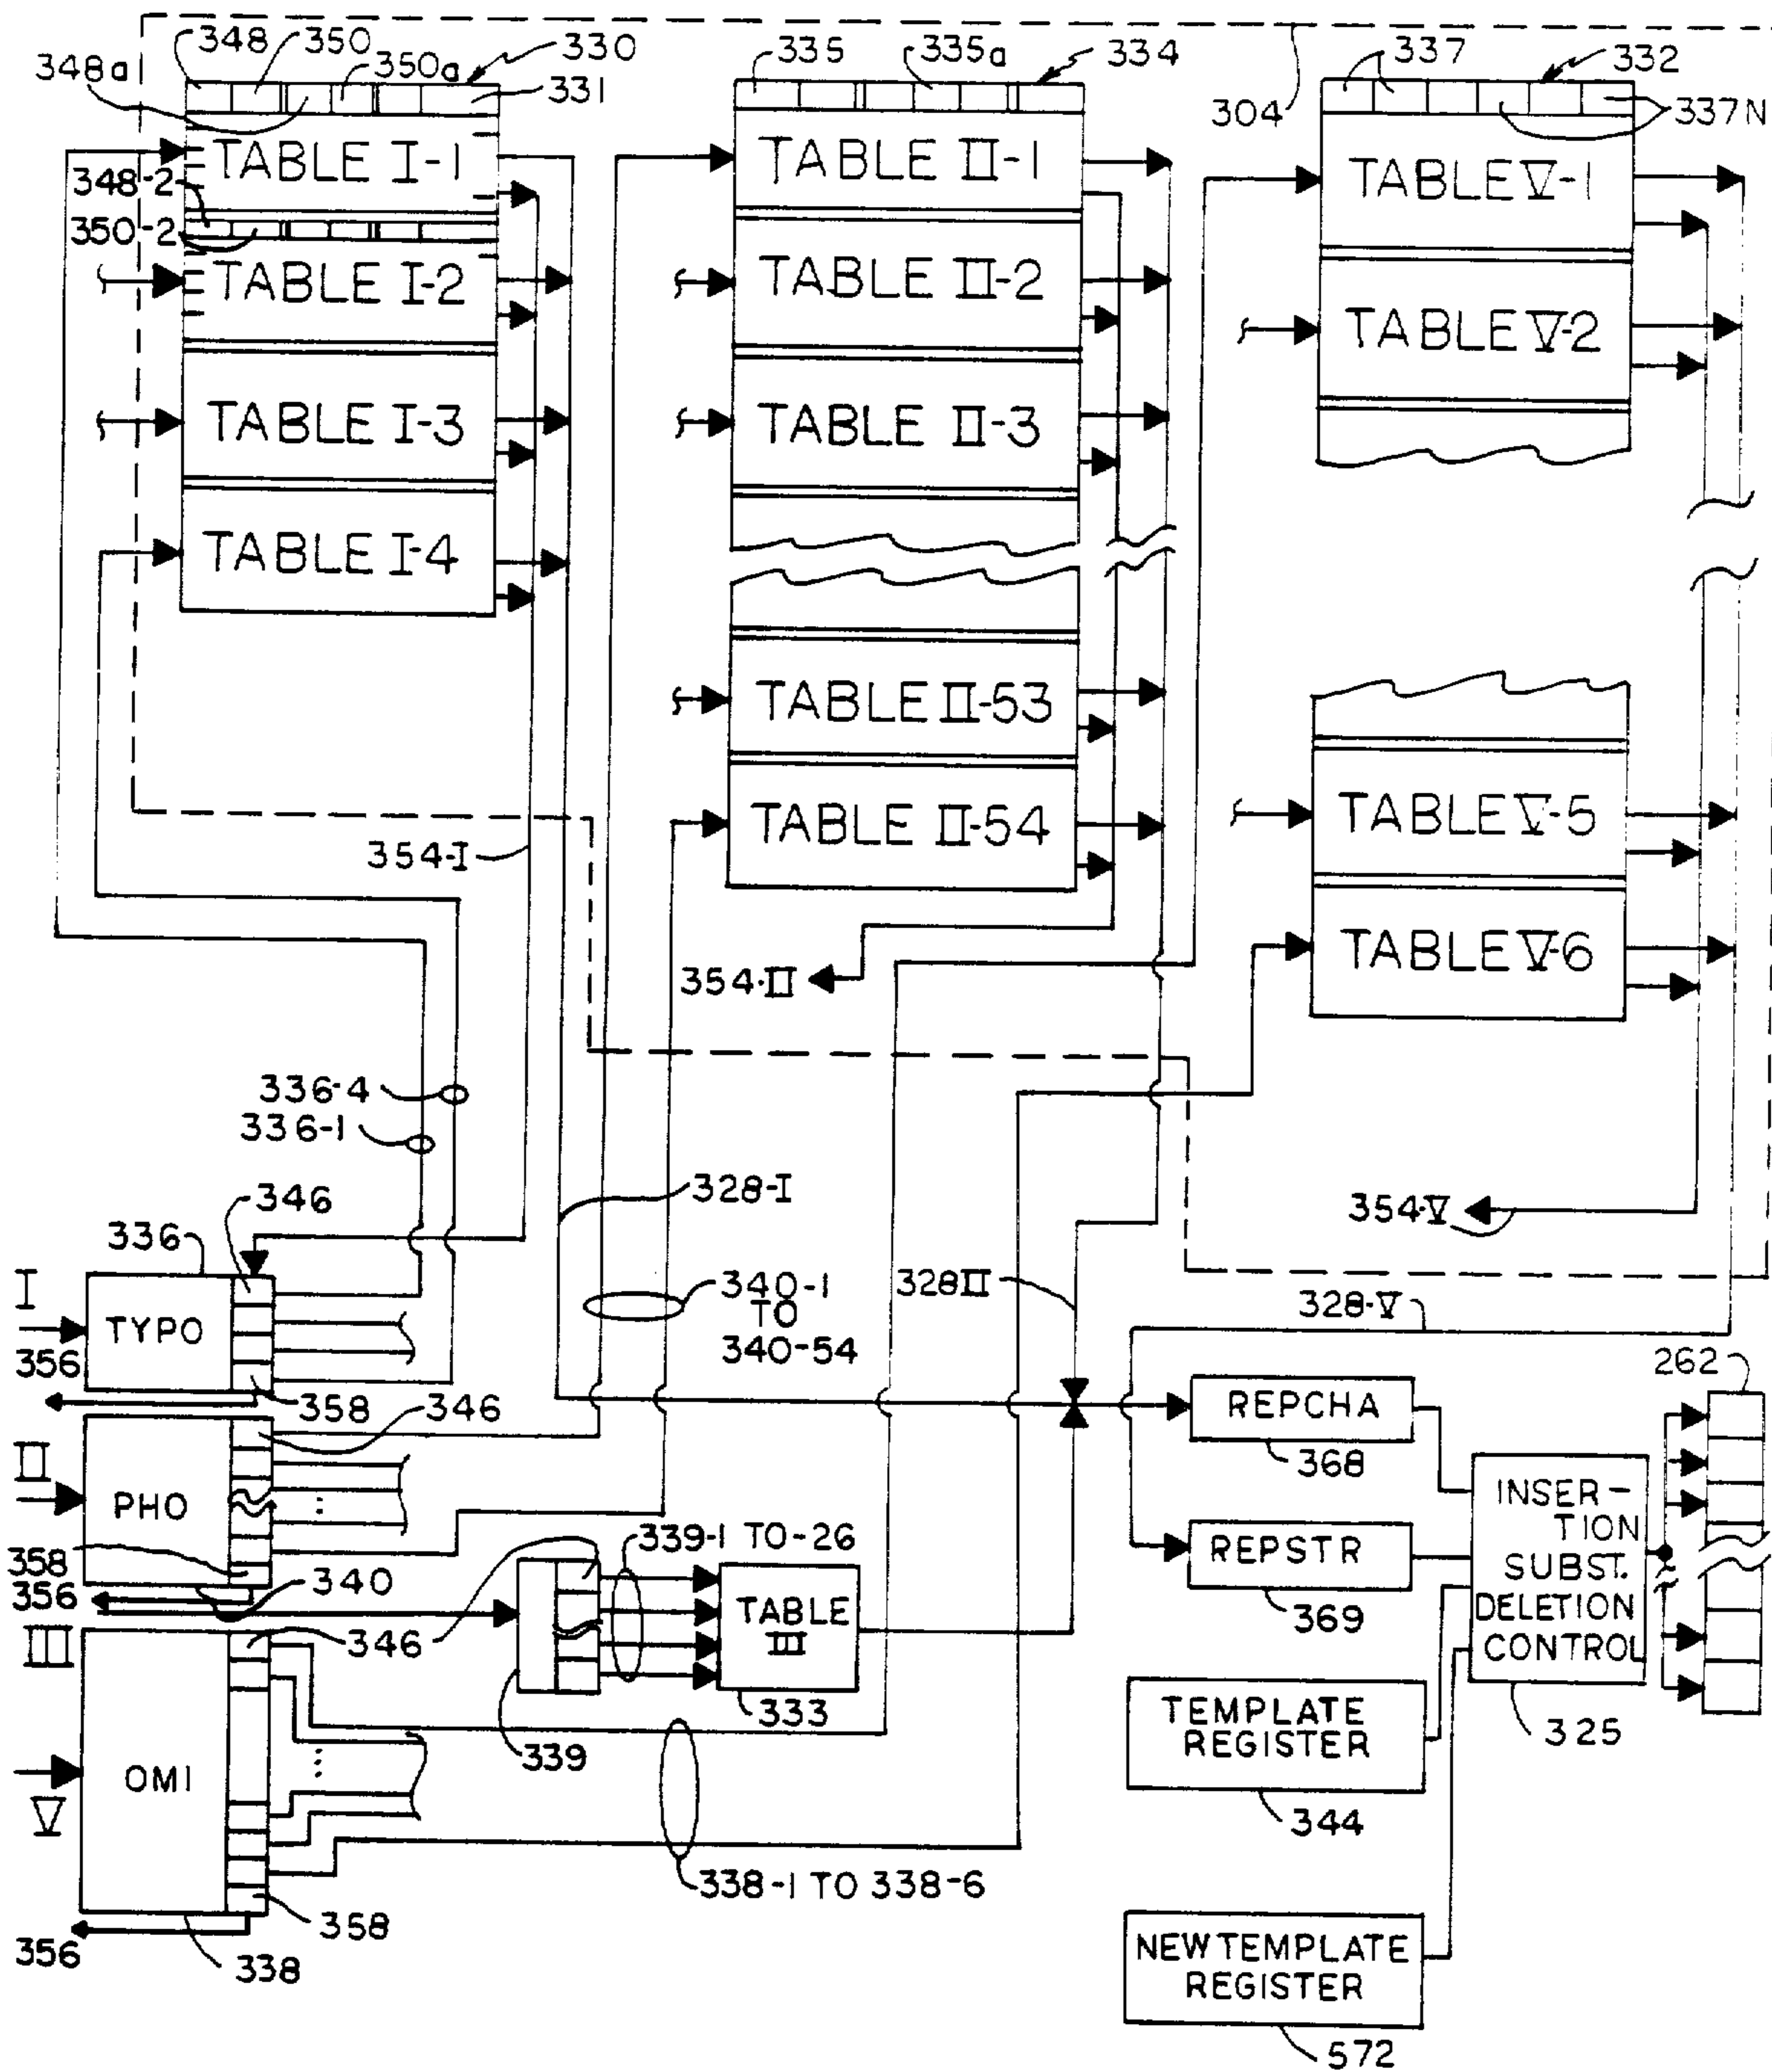 348 350 350a 330 335 335a 334 337 332
348a 331 304 337N
TABLE I-1 TABLE II-1 TABLE V-1
348-2
350-2
TABLE I-2 TABLE II-2 TABLE V-2
TABLE I-3 TABLE II-3
TABLE I-4
TABLE II-53
TABLE V-5
TABLE II-54
354-I
TABLE V-6
354-II
336-4
336-1
328-I
354-V
346
336
I
TYPO
340-1
TO
340-54
328II
328-V
356
358
346
262
REPCHA
368
II
PHO
339-1 TO -26
INSER-
TION
SUBST.
DELETION
CONTROL
REPSTR
369
358
356
340
346
TABLE
III
III
333
325
339
TEMPLATE
REGISTER
344
OMI
V
338-1 TO 338-6
358
356
338
NEW TEMPLATE
REGISTER
572